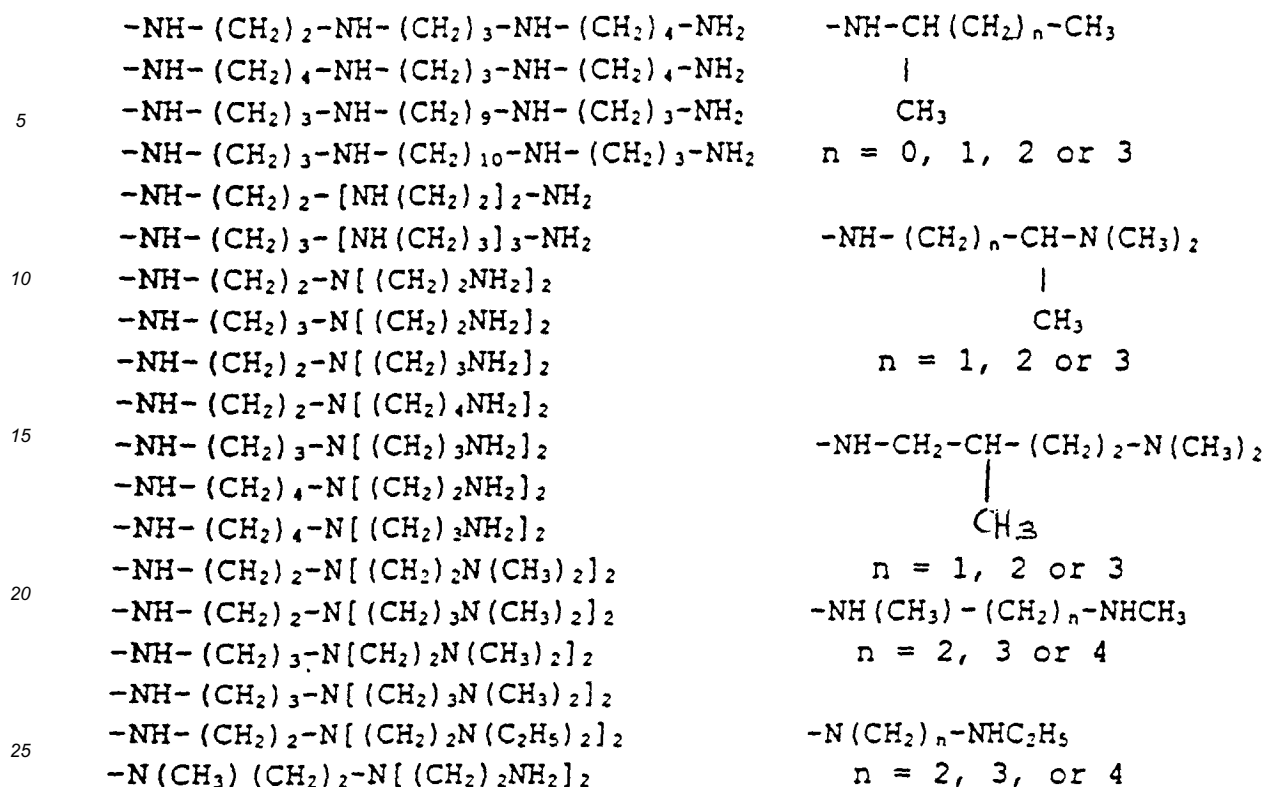 -NH-(CH₂)₂-NH-(CH₂)₃-NH-(CH₂)₄-NH₂ -NH-CH(CH₂)ₙ-CH₃
-NH-(CH₂)₄-NH-(CH₂)₃-NH-(CH₂)₄-NH₂ |
5 -NH-(CH₂)₃-NH-(CH₂)₉-NH-(CH₂)₃-NH₂ CH₃
-NH-(CH₂)₃-NH-(CH₂)₁₀-NH-(CH₂)₃-NH₂ n = 0, 1, 2 or 3
-NH-(CH₂)₂-[NH(CH₂)₂]₂-NH₂
-NH-(CH₂)₃-[NH(CH₂)₃]₃-NH₂ -NH-(CH₂)ₙ-CH-N(CH₃)₂
10 -NH-(CH₂)₂-N[(CH₂)₂NH₂]₂ |
-NH-(CH₂)₃-N[(CH₂)₂NH₂]₂ CH₃
-NH-(CH₂)₂-N[(CH₂)₃NH₂]₂ n = 1, 2 or 3
-NH-(CH₂)₂-N[(CH₂)₄NH₂]₂
15 -NH-(CH₂)₃-N[(CH₂)₃NH₂]₂ -NH-CH₂-CH-(CH₂)₂-N(CH₃)₂
-NH-(CH₂)₄-N[(CH₂)₂NH₂]₂ |
-NH-(CH₂)₄-N[(CH₂)₃NH₂]₂ CH₃
-NH-(CH₂)₂-N[(CH₂)₂N(CH₃)₂]₂ n = 1, 2 or 3
20 -NH-(CH₂)₂-N[(CH₂)₃N(CH₃)₂]₂ -NH(CH₃)-(CH₂)ₙ-NHCH₃
-NH-(CH₂)₃-N[CH₂)₂N(CH₃)₂]₂ n = 2, 3 or 4
-NH-(CH₂)₃-N[(CH₂)₃N(CH₃)₂]₂
25 -NH-(CH₂)₂-N[(CH₂)₂N(C₂H₅)₂]₂ -N(CH₂)ₙ-NHC₂H₅
-N(CH₃)(CH₂)₂-N[(CH₂)₂NH₂]₂ n = 2, 3, or 4